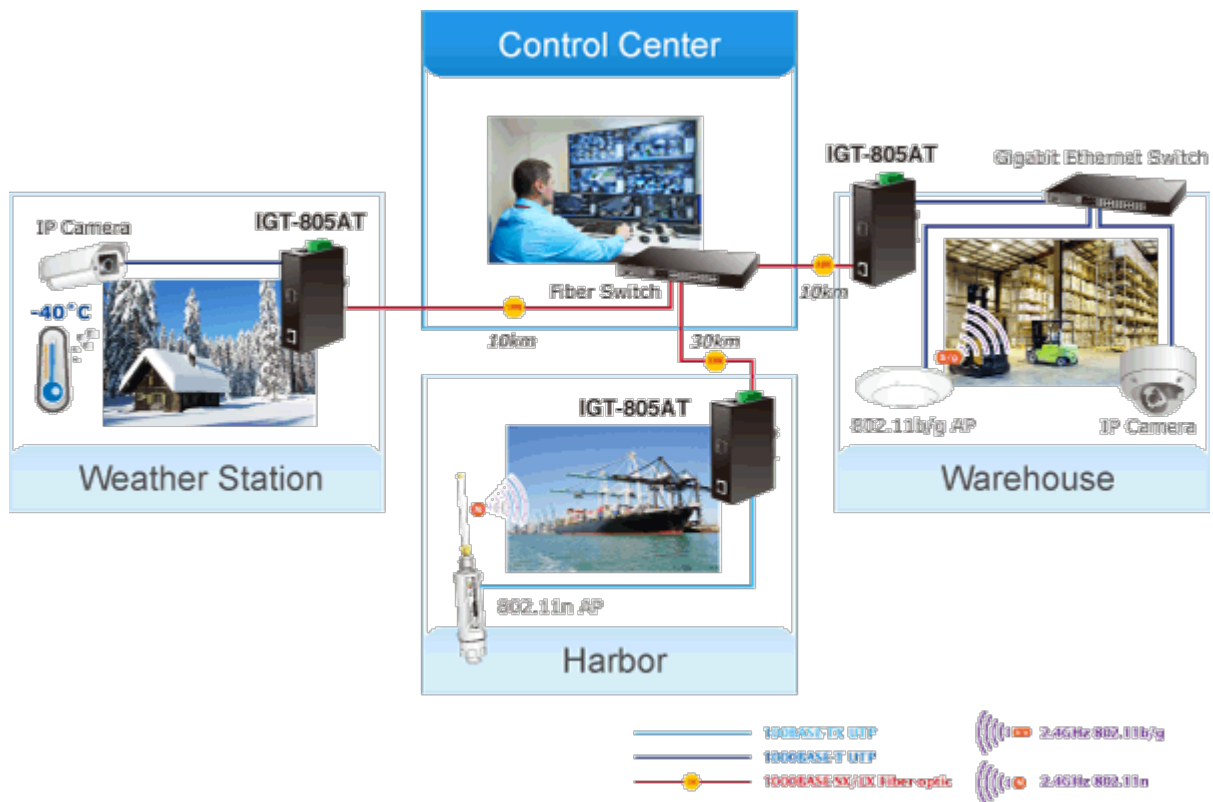 Control Center
IGT-805AT
Gigabit Ethernet Switch
IP Camera
IGT-805AT
-40°C
Fiber Switch
10km
10km
30km
IGT-805AT
802.11b/g AP
IP Camera
Weather Station
Warehouse
802.11n AP
Harbor
100BASE-TX UTP
2.4GHz 802.11b/g
1000BASE-T UTP
1000BASE-SX/LX Fiber-optic
2.4GHz 802.11n